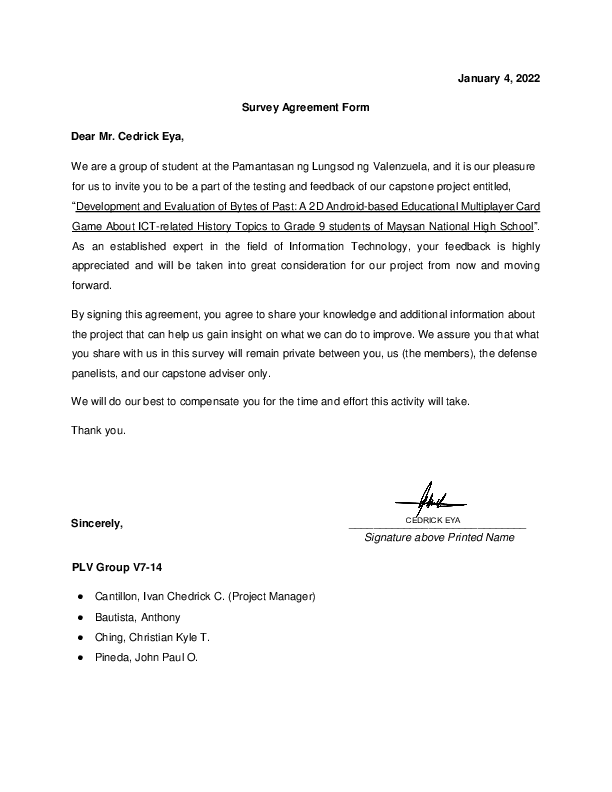 January 4, 2022
Survey Agreement Form
Dear Mr. Cedrick Eya,
We are a group of student at the Pamantasan ng Lungsod ng Valenzuela, and it is our pleasure
for us to invite you to be a part of the testing and feedback of our capstone project entitled,
“Development and Evaluation of Bytes of Past: A 2D Android-based Educational Multiplayer Card
Game About ICT-related History Topics to Grade 9 students of Maysan National High School”.
As an established expert in the field of Information Technology, your feedback is highly
appreciated and will be taken into great consideration for our project from now and moving
forward.
By signing this agreement, you agree to share your knowledge and additional information about
the project that can help us gain insight on what we can do to improve. We assure you that what
you share with us in this survey will remain private between you, us (the members), the defense
panelists, and our capstone adviser only.
We will do our best to compensate you for the time and effort this activity will take.
Thank you.
CEDRICK EYA
Sincerely,
Signature above Printed Name
PLV Group V7-14
● Cantillon, Ivan Chedrick C. (Project Manager)
● Bautista, Anthony
● Ching, Christian Kyle T.
● Pineda, John Paul O.